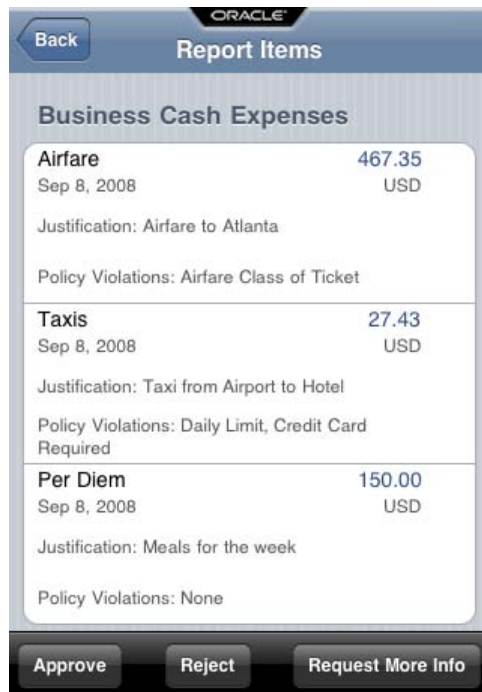 ORACLE
Back
Report Items
Business Cash Expenses
Airfare 467.35
Sep 8, 2008 USD
Justification: Airfare to Atlanta
Policy Violations: Airfare Class of Ticket
Taxis 27.43
Sep 8, 2008 USD
Justification: Taxi from Airport to Hotel
Policy Violations: Daily Limit, Credit Card
Required
Per Diem 150.00
Sep 8, 2008 USD
Justification: Meals for the week
Policy Violations: None
Approve Reject Request More Info